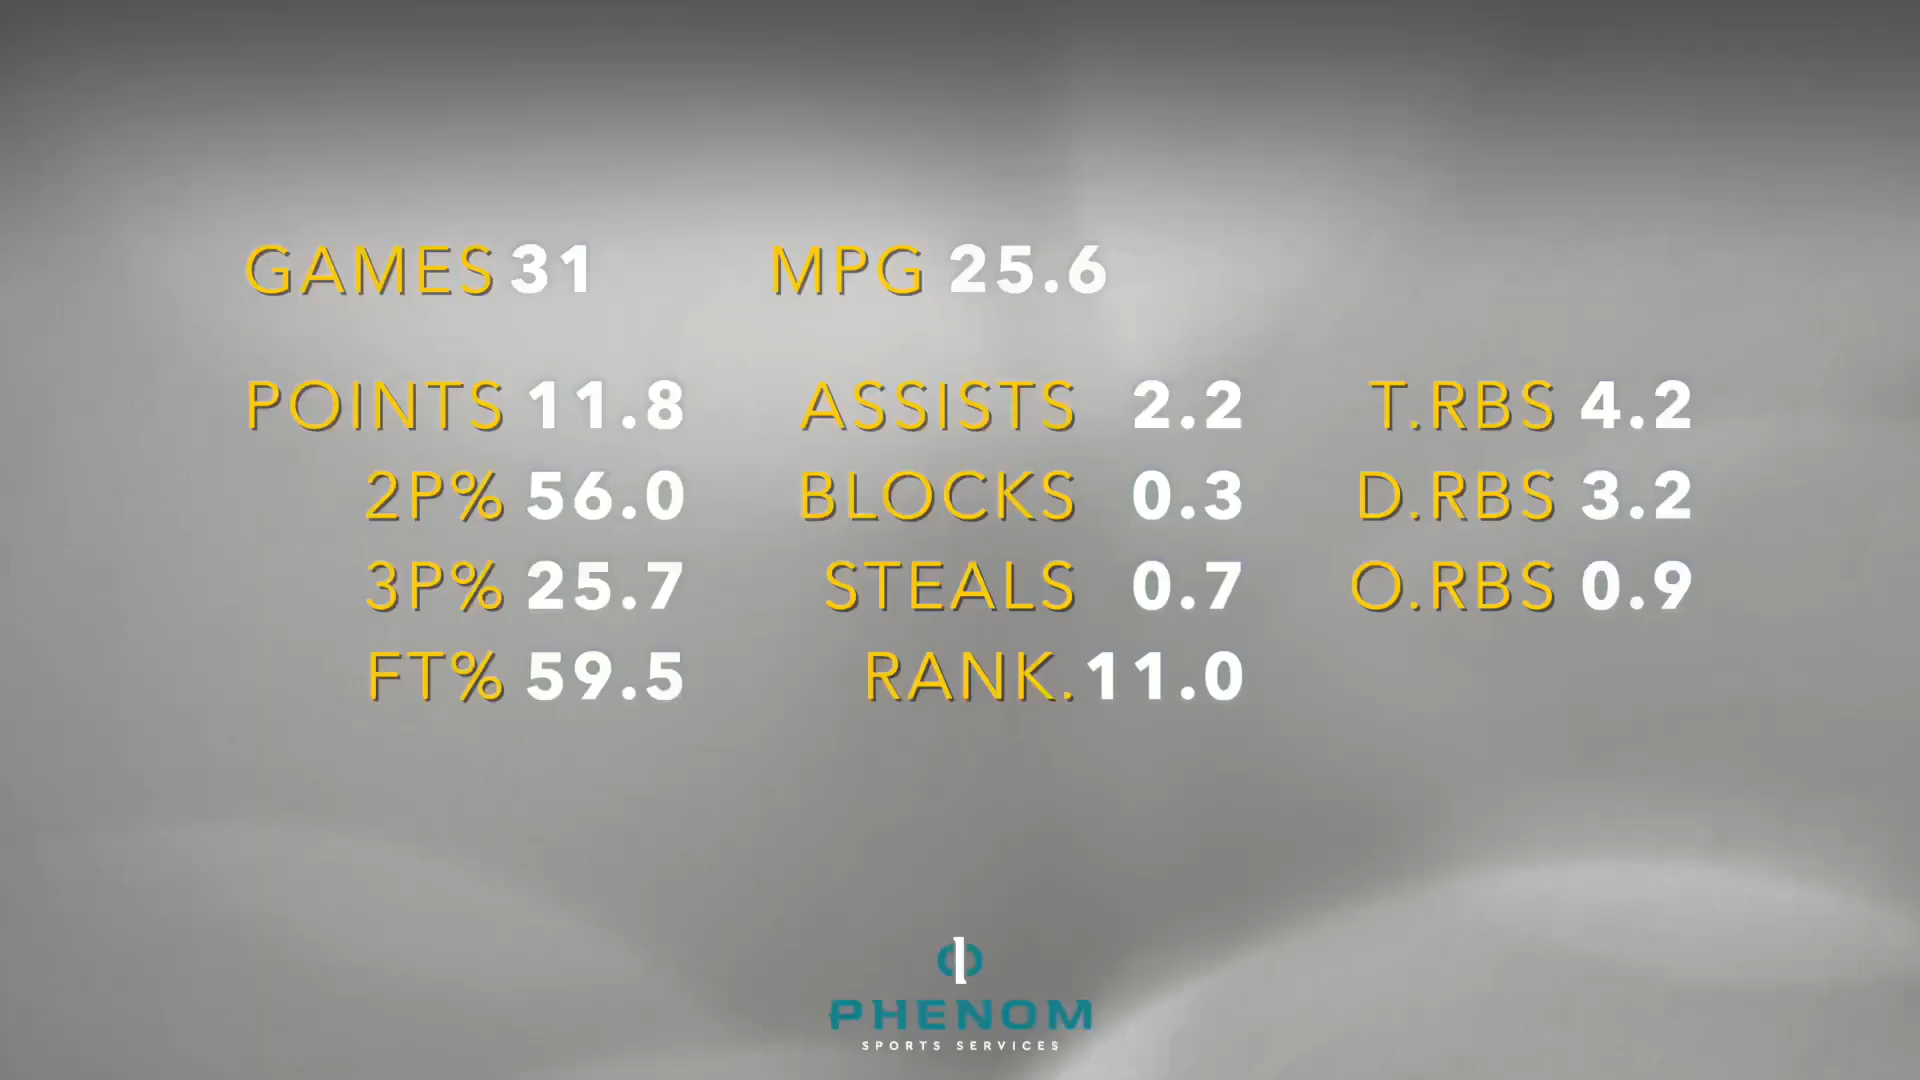 GAMES 31 MPG 25.6
POINTS 11.8 ASSISTS 2.2 T.RBS 4.2
2P% 56.0 BLOCKS 0.3 D.RBS 3.2
3P% 25.7 STEALS 0.7 O.RBS 0.9
FT% 59.5 RANK. 11.0
PHENOM
SPORTS SERVICES